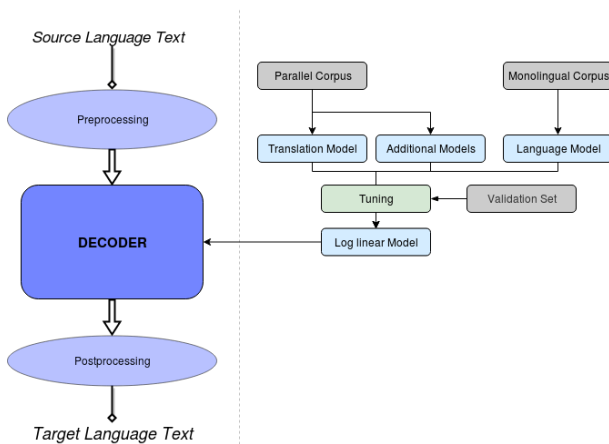 Source Language Text
Preprocessing
DECODER
Postprocessing
Target Language Text
Parallel Corpus
Monolingual Corpus
Translation Model
Additional Models
Language Model
Tuning
Validation Set
Log linear Model